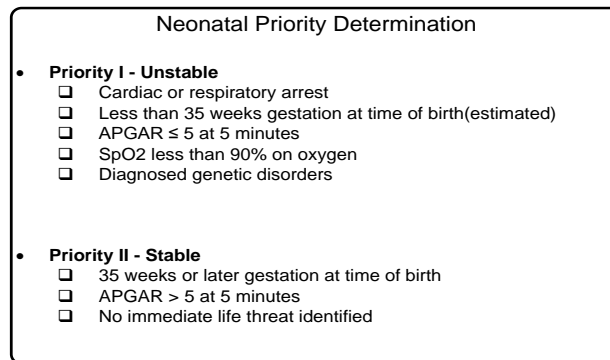 Neonatal Priority Determination
• Priority I - Unstable
❑ Cardiac or respiratory arrest
❑ Less than 35 weeks gestation at time of birth(estimated)
❑ APGAR ≤ 5 at 5 minutes
❑ SpO2 less than 90% on oxygen
❑ Diagnosed genetic disorders
• Priority II - Stable
❑ 35 weeks or later gestation at time of birth
❑ APGAR > 5 at 5 minutes
❑ No immediate life threat identified